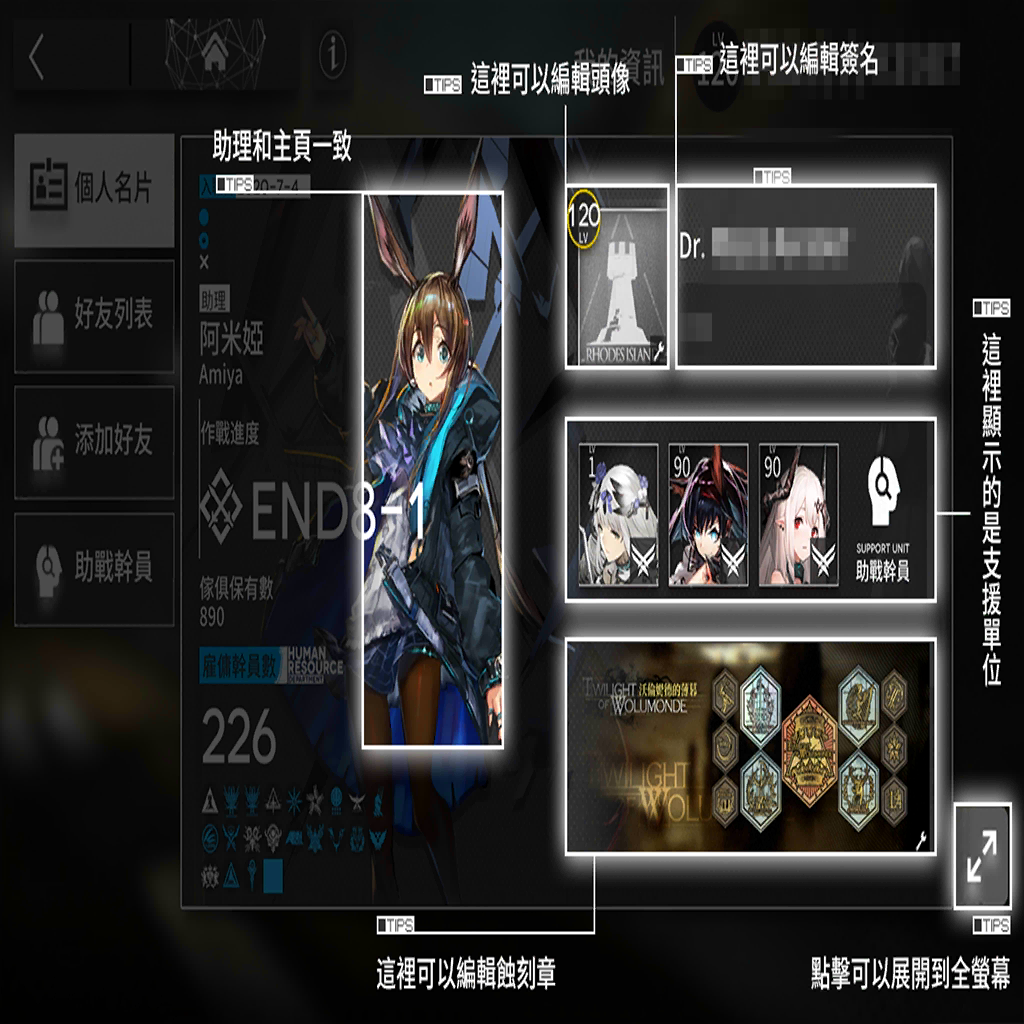 我的資訊
LV
120
TIPS 這裡可以編輯頭像
TIPS 這裡可以編輯簽名
助理和主頁一致
TIPS
個人名片
好友列表
添加好友
助戰幹員
20-7-4
助理
阿米婭
Amiya
作戰進度
END8-1
傢俱保有數
890
雇傭幹員數
HUMAN
RESOURCE
DEPARTMENT
226
120
LV
RHODES ISLAN
TIPS
Dr.
LV
1
LV
90
LV
90
SUPPORT UNIT
助戰幹員
TIPS
這裡顯示的是支援單位
TWILIGHT 沃倫姆德的薄暮
OF WOLUMONDE
TWILIGHT
WOLU
TIPS
這裡可以編輯蝕刻章
TIPS
點擊可以展開到全螢幕